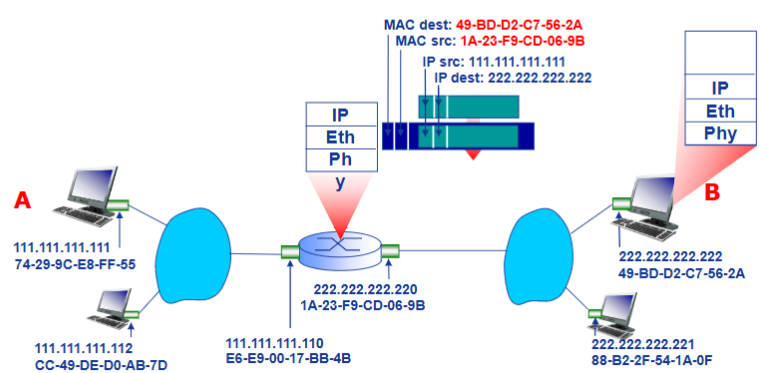 MAC dest: 49-BD-D2-C7-56-2A
MAC src: 1A-23-F9-CD-06-9B
IP src: 111.111.111.111
IP dest: 222.222.222.222
IP
Eth
Ph
y
IP
Eth
Phy
A
B
111.111.111.111
74-29-9C-E8-FF-55
222.222.222.222
49-BD-D2-C7-56-2A
222.222.222.220
1A-23-F9-CD-06-9B
111.111.111.112
CC-49-DE-D0-AB-7D
111.111.111.110
E6-E9-00-17-BB-4B
222.222.222.221
88-B2-2F-54-1A-0F